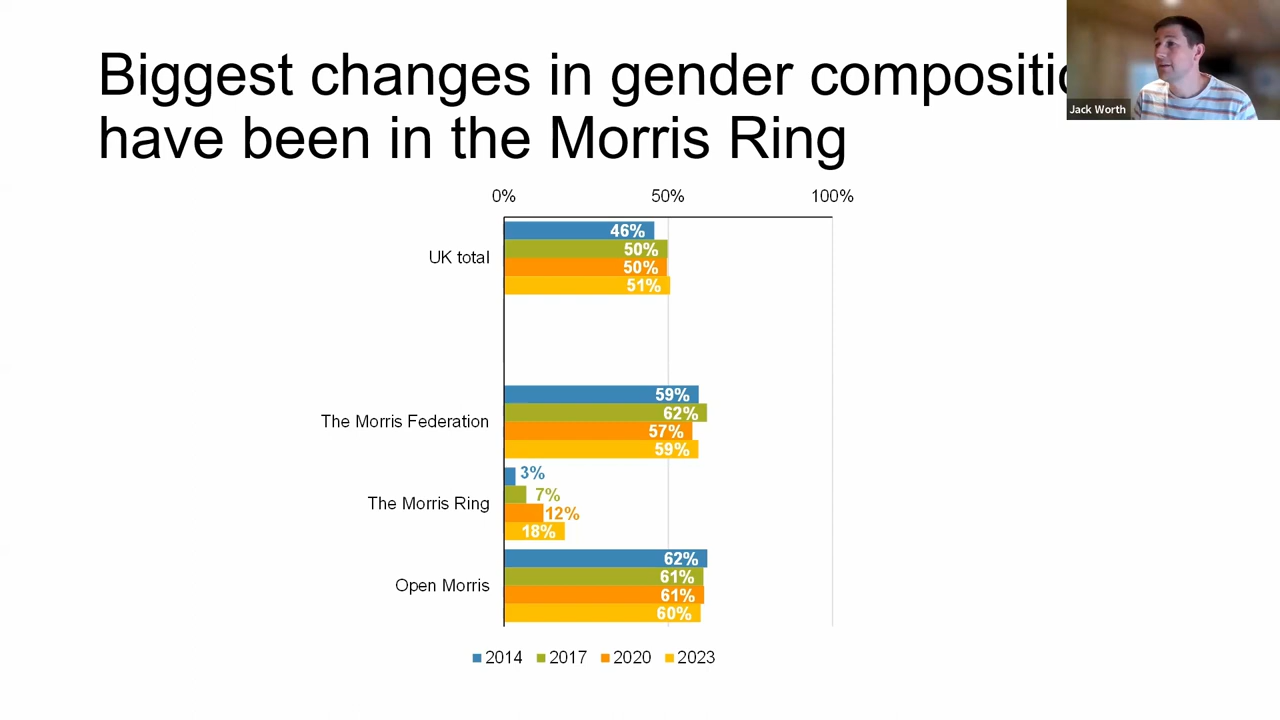 Biggest changes in gender compositio
have been in the Morris Ring
Jack Worth
0% 50% 100%
UK total
46%
50%
50%
51%
The Morris Federation
59%
62%
57%
59%
The Morris Ring
3%
7%
12%
18%
Open Morris
62%
61%
61%
60%
2014 2017 2020 2023